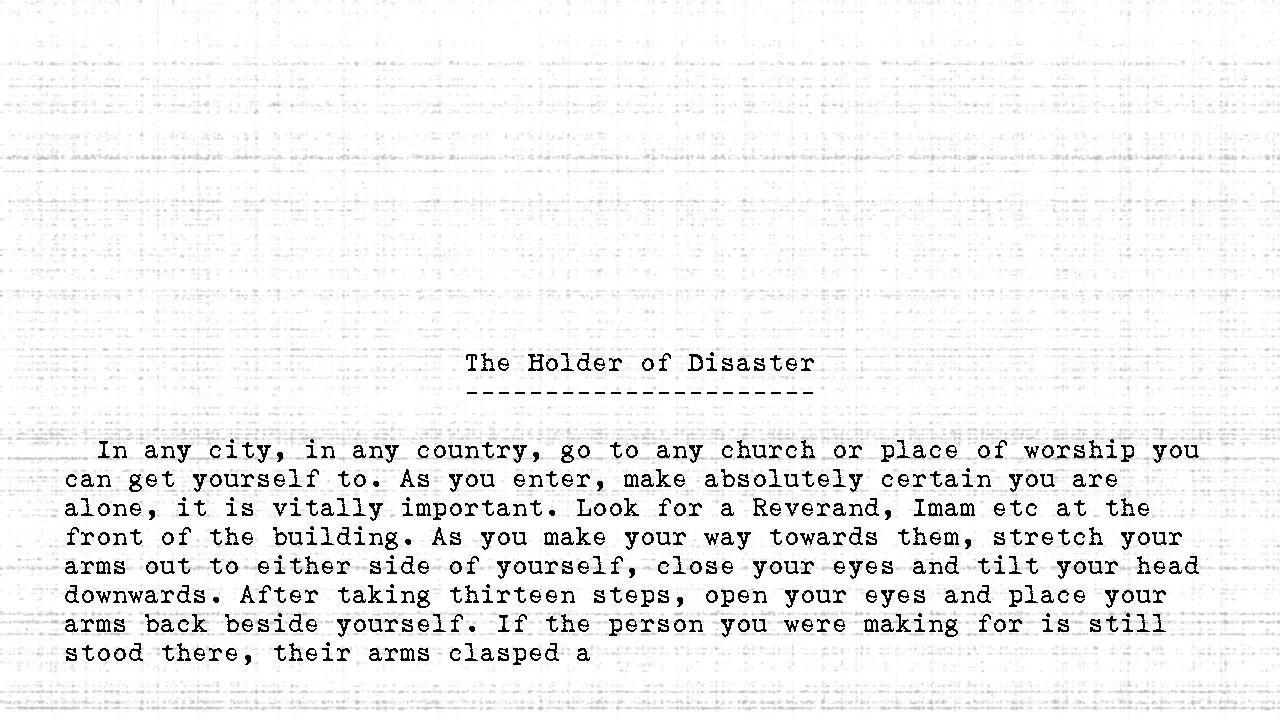 The Holder of Disaster
----------------------
In any city, in any country, go to any church or place of worship you
can get yourself to. As you enter, make absolutely certain you are
alone, it is vitally important. Look for a Reverand, Imam etc at the
front of the building. As you make your way towards them, stretch your
arms out to either side of yourself, close your eyes and tilt your head
downwards. After taking thirteen steps, open your eyes and place your
arms back beside yourself. If the person you were making for is still
stood there, their arms clasped a